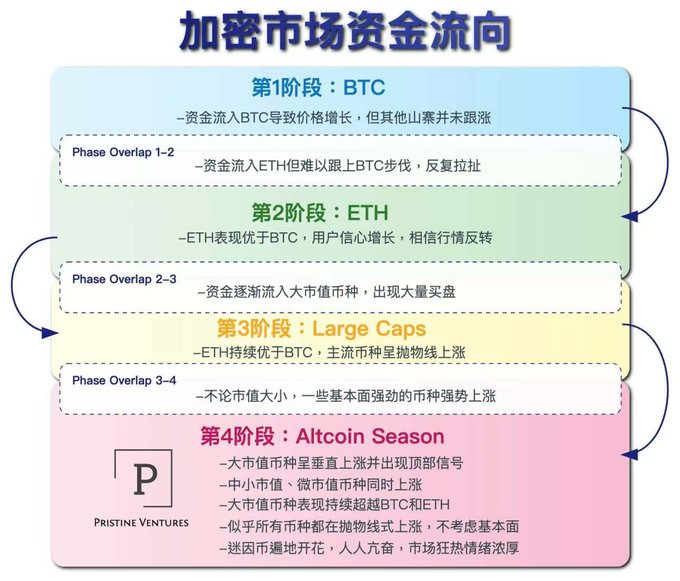 加密市场资金流向
第1阶段：BTC
–资金流入BTC导致价格增长，但其他山寨并未跟涨
Phase Overlap 1–2
–资金流入ETH但难以跟上BTC步伐，反复拉扯
第2阶段：ETH
–ETH表现优于BTC，用户信心增长，相信行情反转
Phase Overlap 2–3
–资金逐渐流入大市值币种，出现大量买盘
第3阶段：Large Caps
–ETH持续优于BTC，主流币种呈抛物线上涨
Phase Overlap 3–4
–不论市值大小，一些基本面强劲的币种强势上涨
第4阶段：Altcoin Season
–大市值币种呈垂直上涨并出现顶部信号
–中小市值、微市值币种同时上涨
–大市值币种表现持续超越BTC和ETH
–似乎所有币种都在抛物线式上涨，不考虑基本面
–迷因币遍地开花，人人亢奋，市场狂热情绪浓厚
P
PRISTINE VENTURES